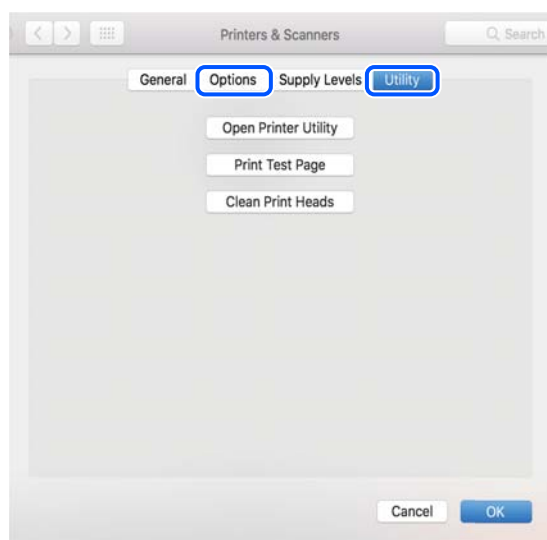 Printers & Scanners Search
General Options Supply Levels Utility
Open Printer Utility
Print Test Page
Clean Print Heads
Cancel OK